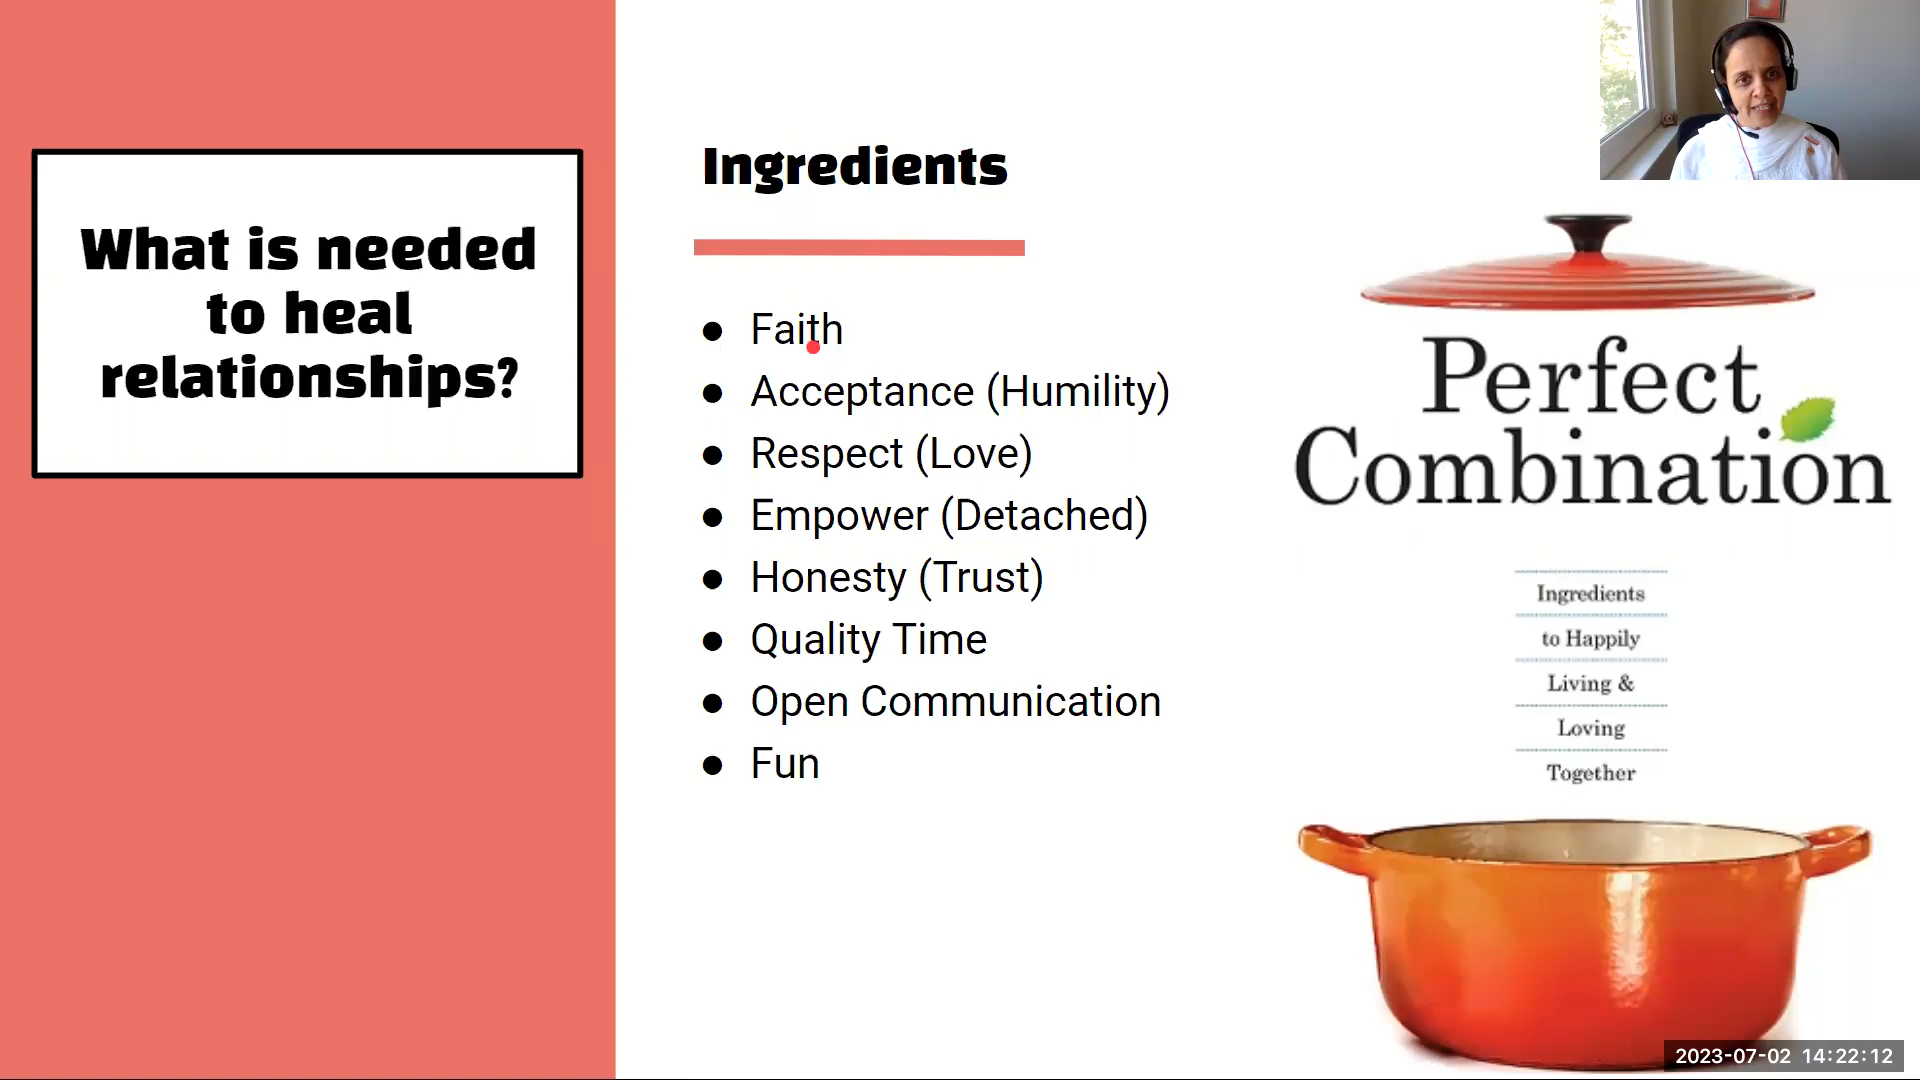 What is needed
to heal
relationships?
Ingredients
● Faith
● Acceptance (Humility)
● Respect (Love)
● Empower (Detached)
● Honesty (Trust)
● Quality Time
● Open Communication
● Fun
Perfect
Combination
Ingredients
to Happily
Living &
Loving
Together
2023-07-02 14:22:12